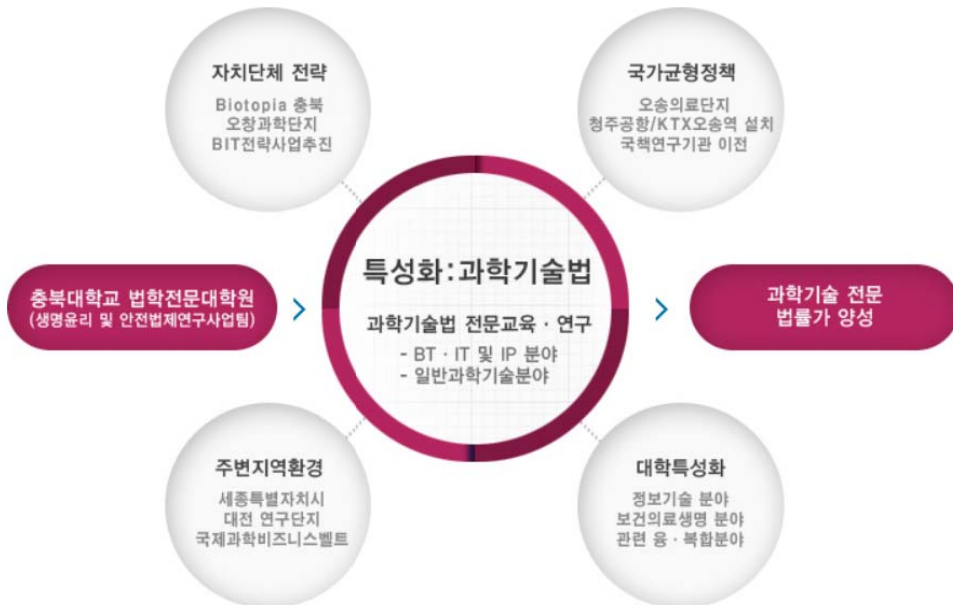 자치단체 전략
Biotopia 충북
오창과학단지
BIT전략사업추진
국가균형정책
오송의료단지
청주공항/KTX오송역 설치
국책연구기관 이전
충북대학교 법학전문대학원
(생명윤리 및 안전법제연구사업팀)
특성화:과학기술법
과학기술법 전문교육 · 연구
- BT · IT 및 IP 분야
- 일반과학기술분야
과학기술 전문
법률가 양성
주변지역환경
세종특별자치시
대전 연구단지
국제과학비즈니스벨트
대학특성화
정보기술 분야
보건의료생명 분야
관련 융 · 복합분야